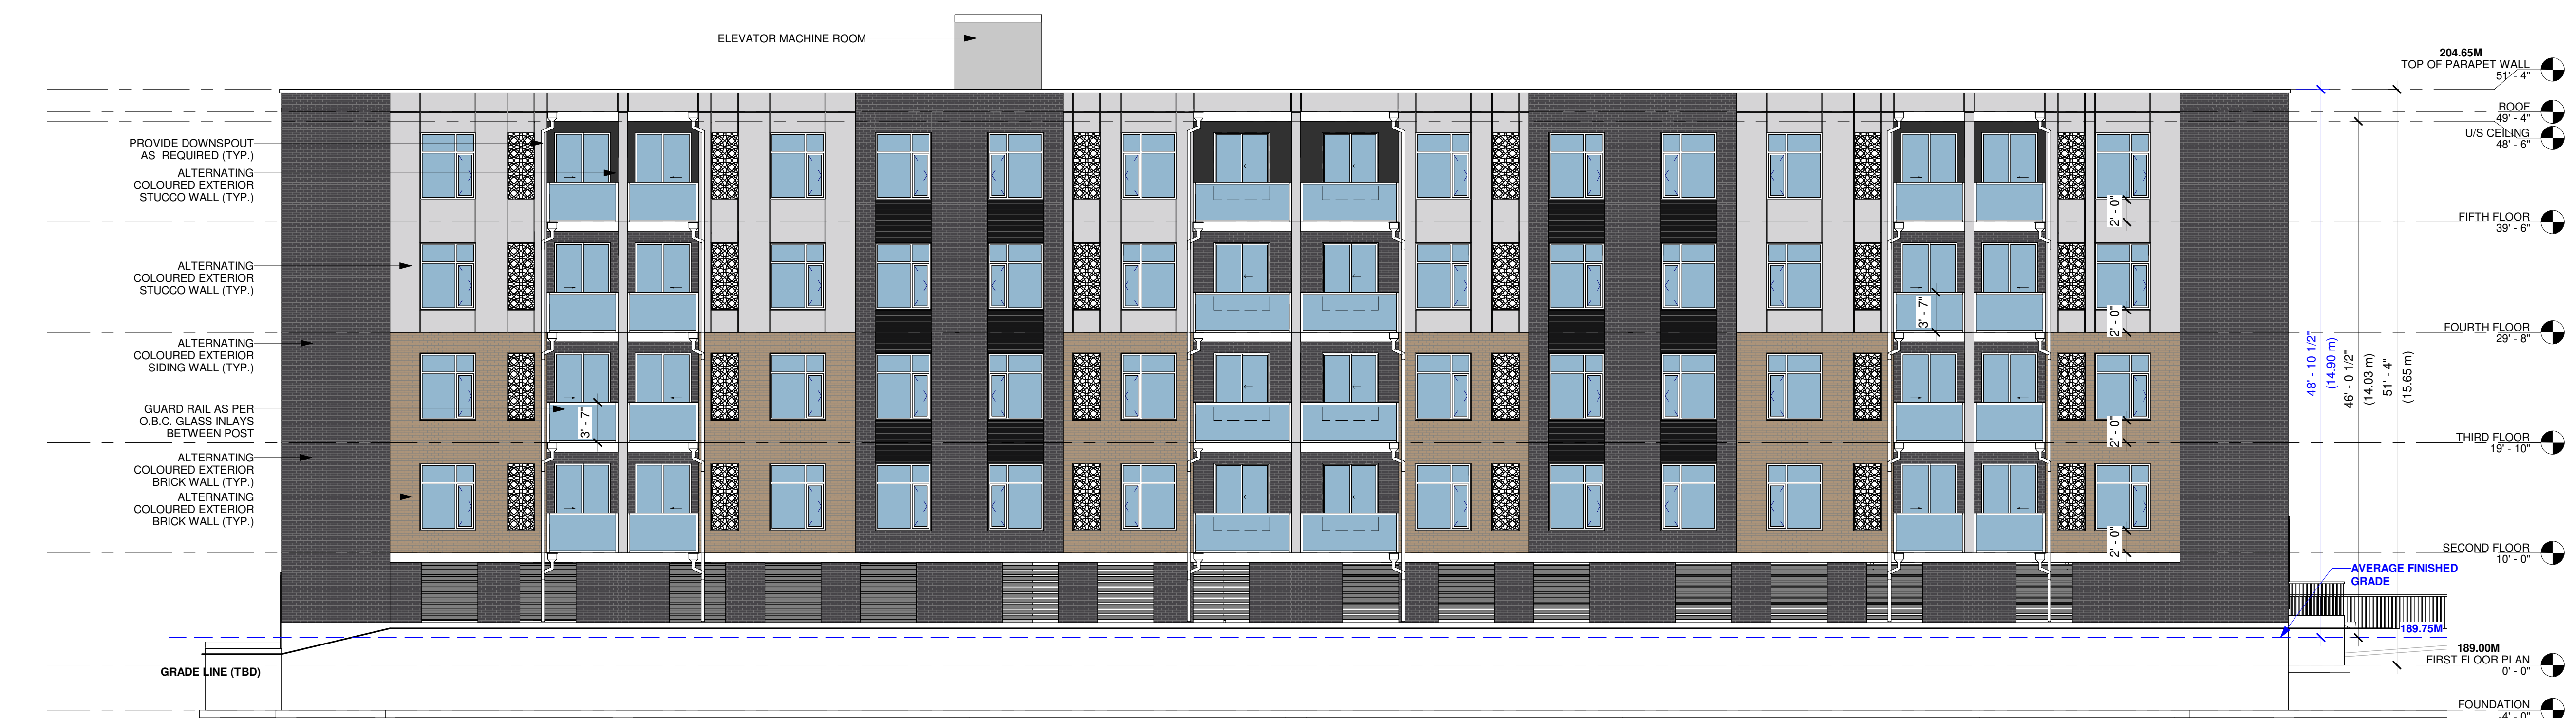 ELEVATOR MACHINE ROOM
PROVIDE DOWNSPOUT
AS REQUIRED (TYP.)
ALTERNATING
COLOURED EXTERIOR
STUCCO WALL (TYP.)
ALTERNATING
COLOURED EXTERIOR
STUCCO WALL (TYP.)
ALTERNATING
COLOURED EXTERIOR
SIDING WALL (TYP.)
GUARD RAIL AS PER
O.B.C. GLASS INLAYS
BETWEEN POST
ALTERNATING
COLOURED EXTERIOR
BRICK WALL (TYP.)
ALTERNATING
COLOURED EXTERIOR
BRICK WALL (TYP.)
GRADE LINE (TBD)
3' - 7"
3' - 7"
2' - 0"
2' - 0"
2' - 0"
2' - 0"
48' - 10 1/2"
(14.90 m)
46' - 0 1/2"
(14.03 m)
51' - 4"
(15.65 m)
204.65M
TOP OF PARAPET WALL
51' - 4"
ROOF
49' - 4"
U/S CEILING
48' - 6"
FIFTH FLOOR
39' - 6"
FOURTH FLOOR
29' - 8"
THIRD FLOOR
19' - 10"
SECOND FLOOR
10' - 0"
AVERAGE FINISHED
GRADE
189.75M
189.00M
FIRST FLOOR PLAN
0' - 0"
FOUNDATION
-4' - 0"